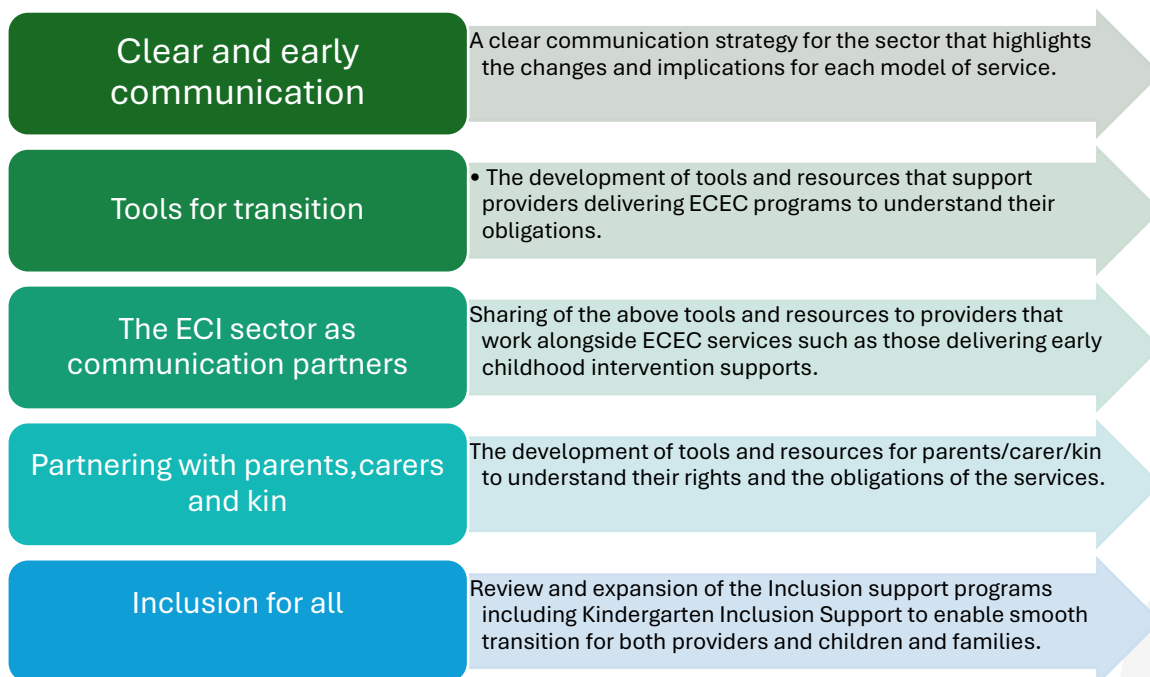 Clear and early
communication
A clear communication strategy for the sector that highlights
the changes and implications for each model of service.
Tools for transition
• The development of tools and resources that support
providers delivering ECEC programs to understand their
obligations.
The ECI sector as
communication partners
Sharing of the above tools and resources to providers that
work alongside ECEC services such as those delivering early
childhood intervention supports.
Partnering with parents,carers
and kin
The development of tools and resources for parents/carer/kin
to understand their rights and the obligations of the services.
Inclusion for all
Review and expansion of the Inclusion support programs
including Kindergarten Inclusion Support to enable smooth
transition for both providers and children and families.